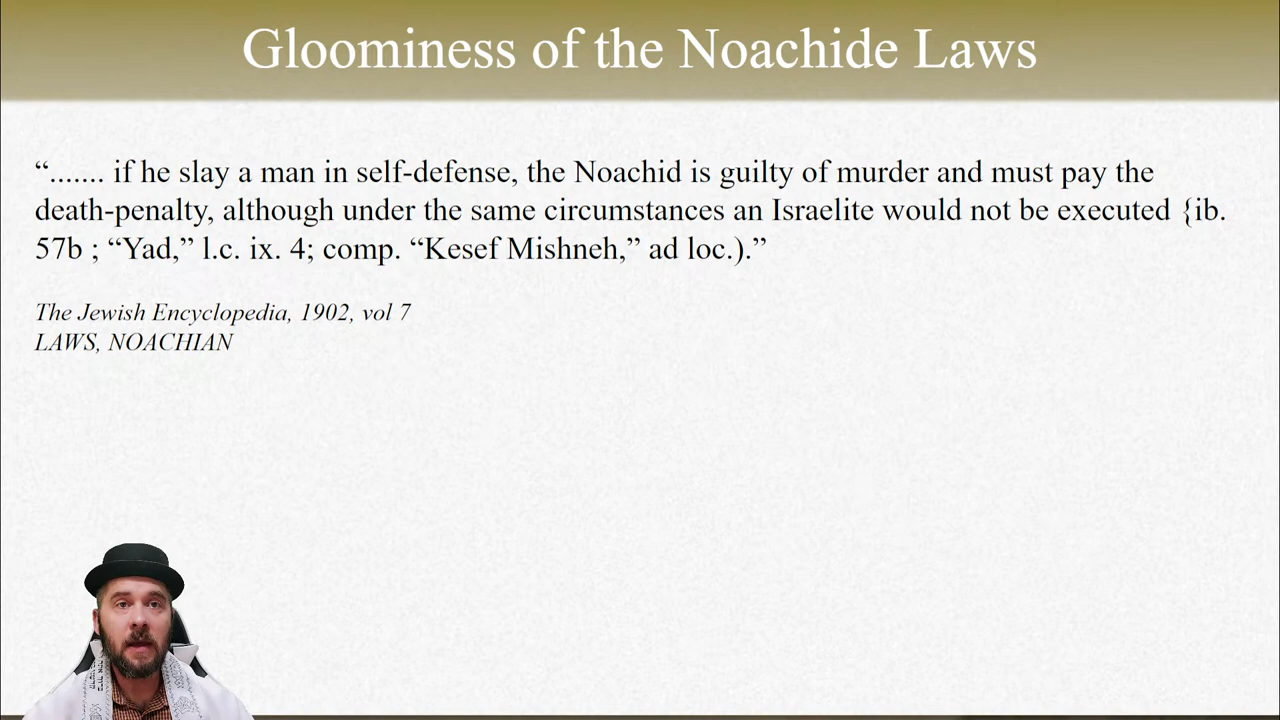 Gloominess of the Noachide Laws
“....... if he slay a man in self-defense, the Noachid is guilty of murder and must pay the
death-penalty, although under the same circumstances an Israelite would not be executed {ib.
57b ; “Yad,” l.c. ix. 4; comp. “Kesef Mishneh,” ad loc.).”
The Jewish Encyclopedia, 1902, vol 7
LAWS, NOACHIAN